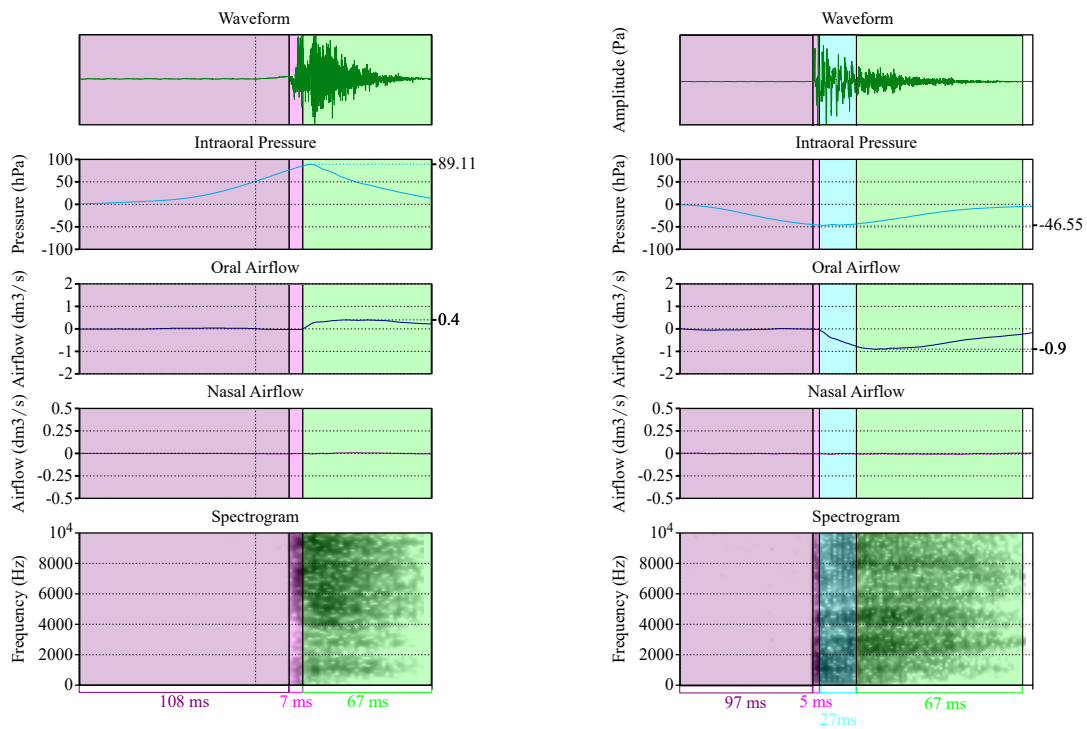 Waveform
Intraoral Pressure
Pressure (hPa)
100
50
0
-50
-100
89.11
Oral Airflow
Airflow (dm3/s)
2
1
0
-1
-2
0.4
Nasal Airflow
Airflow (dm3/s)
0.5
0.25
0
-0.25
-0.5
Spectrogram
Frequency (Hz)
10⁴
8000
6000
4000
2000
0
108 ms
7 ms
67 ms
Waveform
Amplitude (Pa)
Intraoral Pressure
Pressure (hPa)
100
50
0
-50
-100
-46.55
Oral Airflow
Airflow (dm3/s)
2
1
0
-1
-2
-0.9
Nasal Airflow
Airflow (dm3/s)
0.5
0.25
0
-0.25
-0.5
Spectrogram
Frequency (Hz)
10⁴
8000
6000
4000
2000
0
97 ms
5 ms
67 ms
27ms